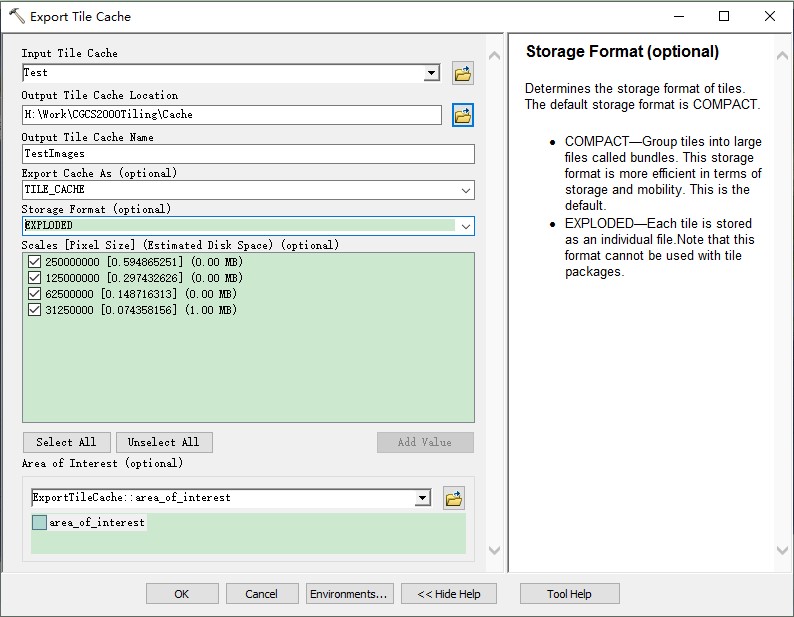 Export Tile Cache
Input Tile Cache
Test
Output Tile Cache Location
H:\Work\CGCS2000Tiling\Cache
Output Tile Cache Name
TestImages
Export Cache As (optional)
TILE_CACHE
Storage Format (optional)
EXPLODED
Scales [Pixel Size] (Estimated Disk Space) (optional)
250000000 [0.594865251] (0.00 MB)
125000000 [0.297432626] (0.00 MB)
62500000 [0.148716313] (0.00 MB)
31250000 [0.074358156] (1.00 MB)
Select All
Unselect All
Add Value
Area of Interest (optional)
ExportTileCache::area_of_interest
area_of_interest
Storage Format (optional)
Determines the storage format of tiles.
The default storage format is COMPACT.
• COMPACT—Group tiles into large
files called bundles. This storage
format is more efficient in terms of
storage and mobility. This is the
default.
• EXPLODED—Each tile is stored
as an individual file.Note that this
format cannot be used with tile
packages.
OK
Cancel
Environments...
<< Hide Help
Tool Help